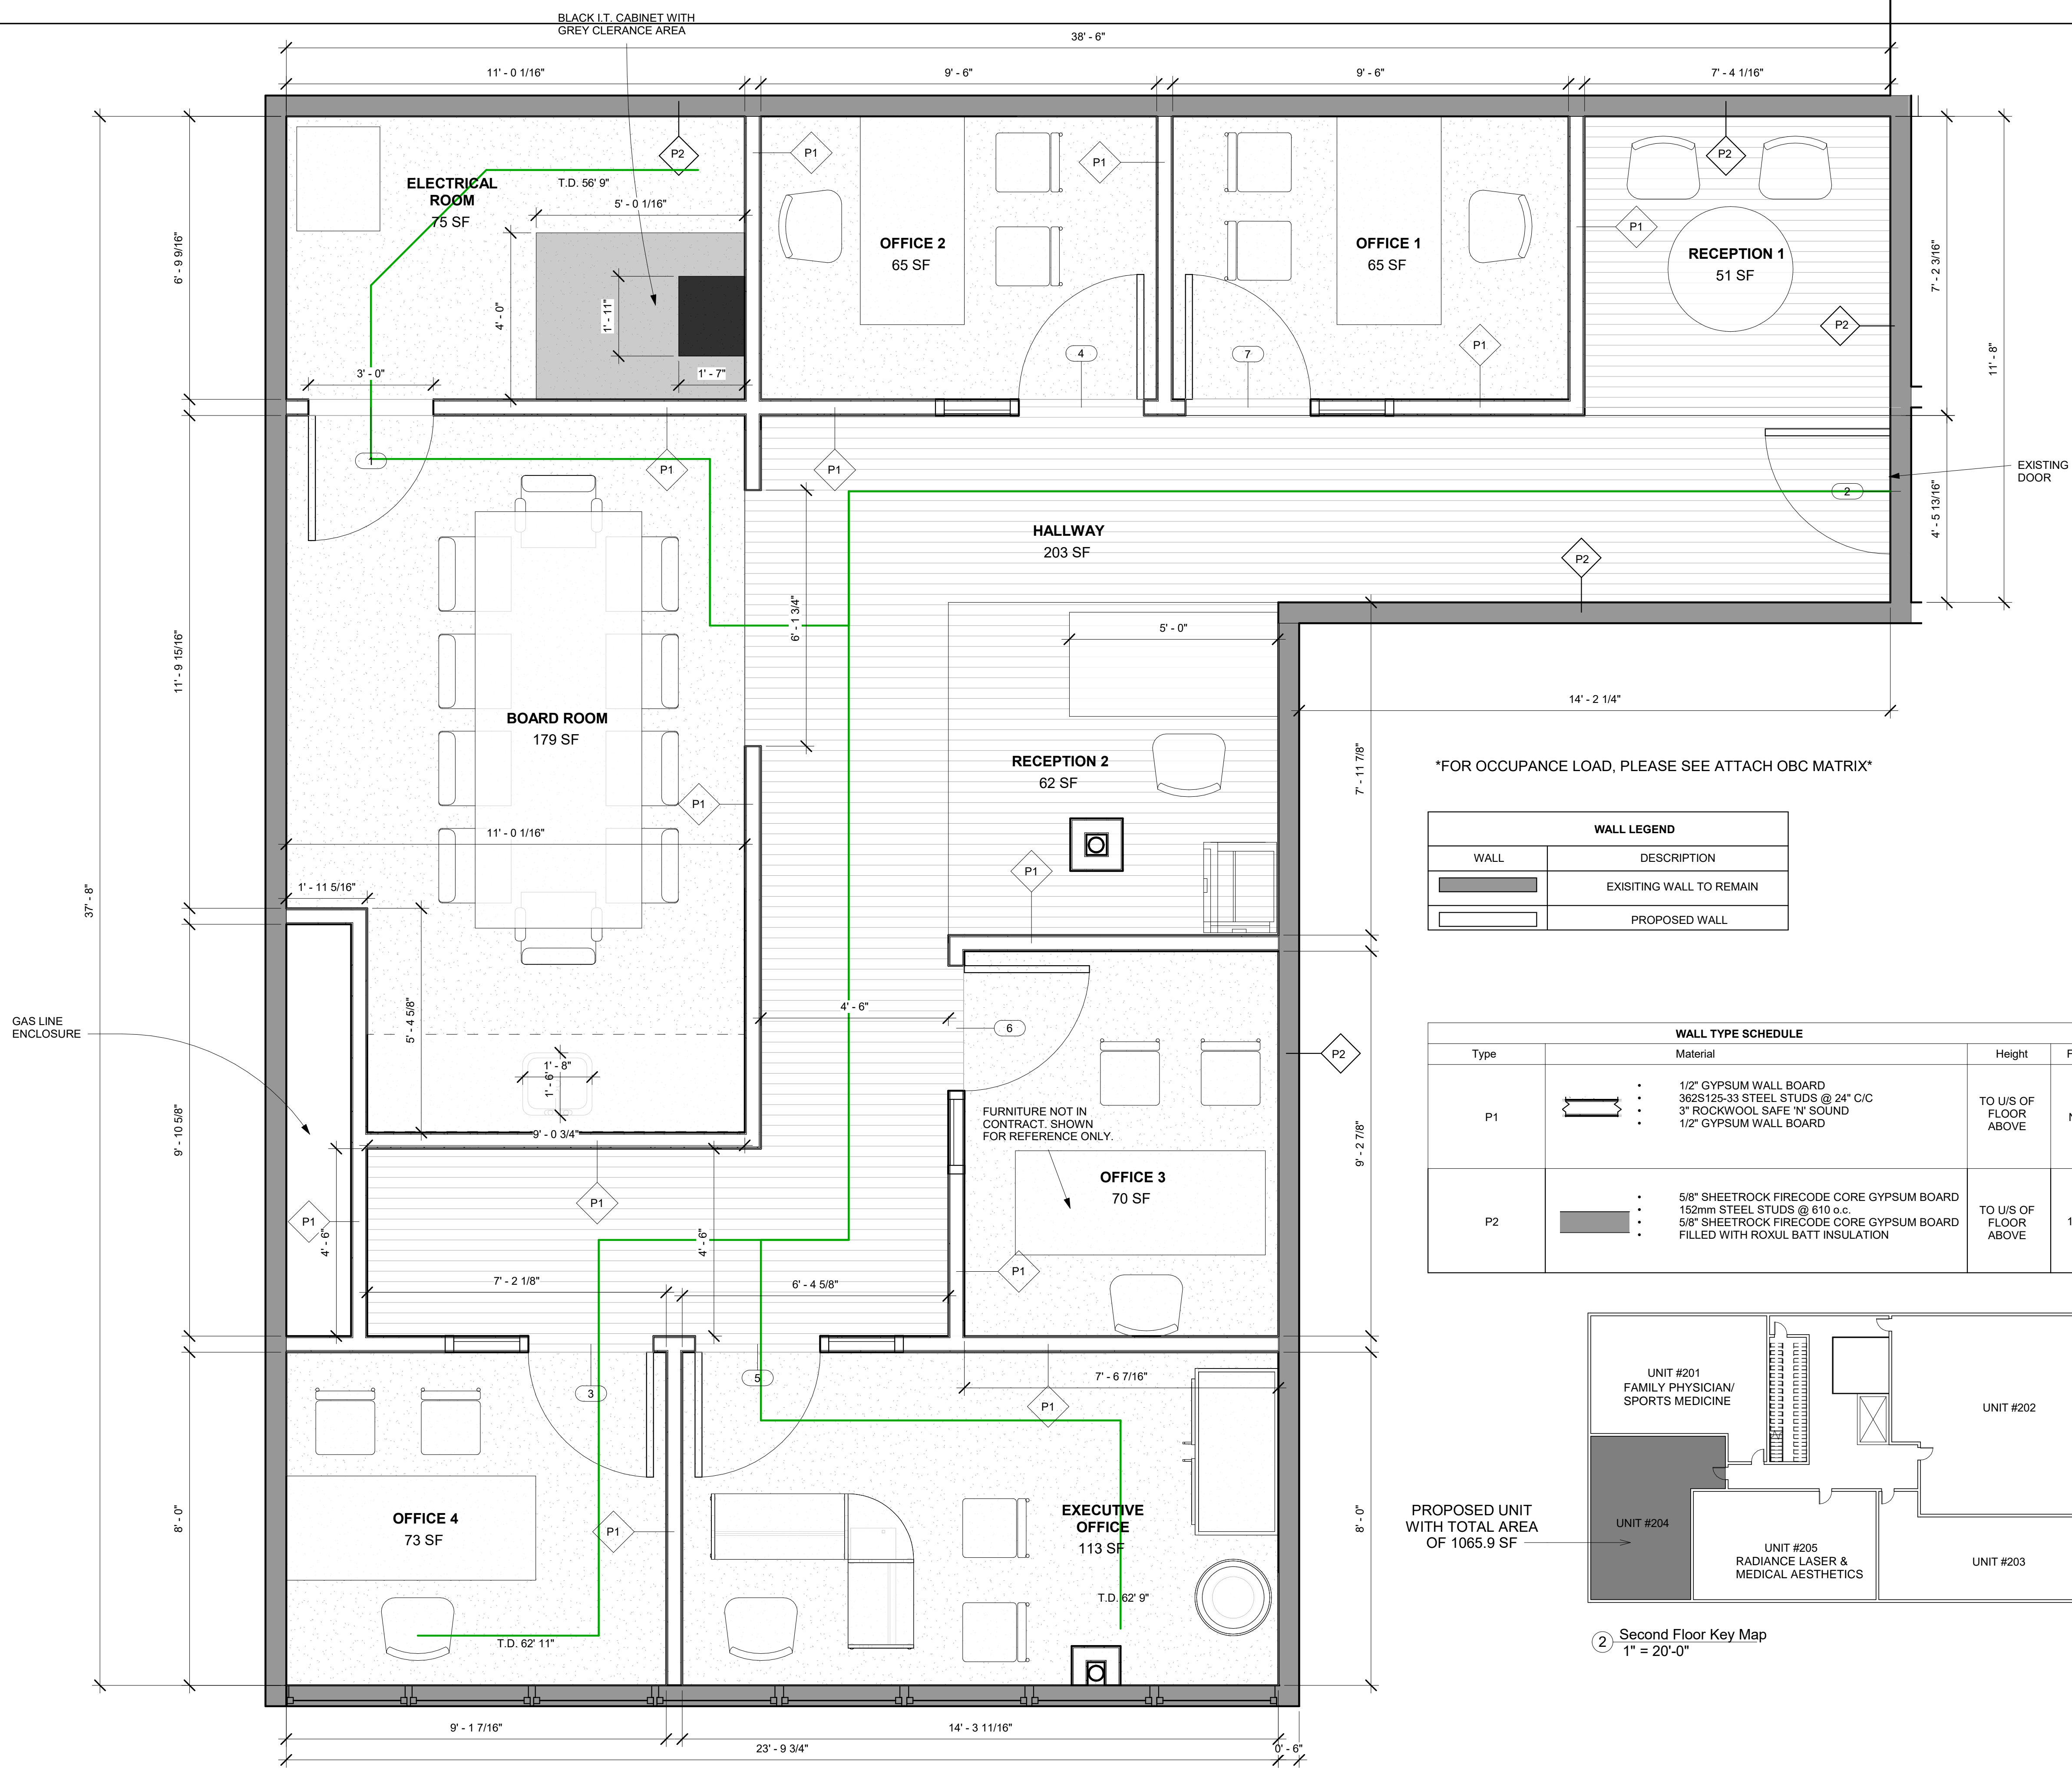 BLACK I.T. CABINET WITH
GREY CLERANCE AREA
38' - 6"
11' - 0 1/16"
9' - 6"
9' - 6"
7' - 4 1/16"
P2
P1
P1
P2
ELECTRICAL
ROOM
75 SF
T.D. 56' 9"
5' - 0 1/16"
OFFICE 2
65 SF
OFFICE 1
65 SF
P1
RECEPTION 1
51 SF
6' - 9 9/16"
7' - 2 3/16"
4' - 0"
1' - 11"
P2
P1
11' - 8"
4
7
3' - 0"
1' - 7"
P1
P1
EXISTING
DOOR
2
4' - 5 13/16"
HALLWAY
203 SF
P2
6' - 1 3/4"
5' - 0"
11' - 9 15/16"
14' - 2 1/4"
BOARD ROOM
179 SF
RECEPTION 2
62 SF
7' - 11 7/8"
*FOR OCCUPANCE LOAD, PLEASE SEE ATTACH OBC MATRIX*
P1
11' - 0 1/16"
WALL LEGEND
WALL
DESCRIPTION
EXISITING WALL TO REMAIN
PROPOSED WALL
P1
1' - 11 5/16"
37' - 8"
5' - 4 5/8"
4' - 6"
GAS LINE
ENCLOSURE
6
P2
1' - 8"
1' - 6"
9' - 0 3/4"
FURNITURE NOT IN
CONTRACT. SHOWN
FOR REFERENCE ONLY.
9' - 10 5/8"
9' - 2 7/8"
OFFICE 3
70 SF
P1
P1
4' - 6"
4' - 6"
P1
7' - 2 1/8"
6' - 4 5/8"
WALL TYPE SCHEDULE
Type
Material
Height
F
P1
• 1/2" GYPSUM WALL BOARD
• 362S125-33 STEEL STUDS @ 24" C/C
• 3" ROCKWOOL SAFE 'N' SOUND
• 1/2" GYPSUM WALL BOARD
TO U/S OF
FLOOR
ABOVE
P2
• 5/8" SHEETROCK FIRECODE CORE GYPSUM BOARD
• 152mm STEEL STUDS @ 610 o.c.
• 5/8" SHEETROCK FIRECODE CORE GYPSUM BOARD
• FILLED WITH ROXUL BATT INSULATION
TO U/S OF
FLOOR
ABOVE
1
3
5
7' - 6 7/16"
P1
OFFICE 4
73 SF
P1
EXECUTIVE
OFFICE
113 SF
8' - 0"
8' - 0"
T.D. 62' 9"
T.D. 62' 11"
9' - 1 7/16"
14' - 3 11/16"
23' - 9 3/4"
0' - 6"
UNIT #201
FAMILY PHYSICIAN/
SPORTS MEDICINE
UNIT #202
PROPOSED UNIT
WITH TOTAL AREA
OF 1065.9 SF
UNIT #204
UNIT #205
RADIANCE LASER &
MEDICAL AESTHETICS
UNIT #203
2
Second Floor Key Map
1" = 20'-0"